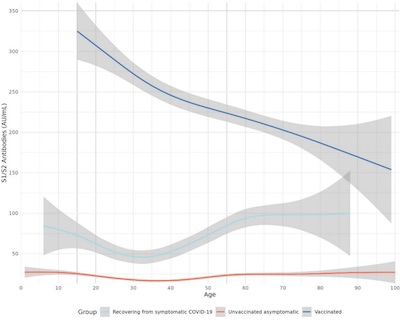 350
300
250
200
150
100
50
S1/S2 Antibodies (AU/mL)
0 10 20 30 40 50 60 70 80 90 100
Age
Group Recovering from symptomatic COVID-19 Unvaccinated asymptomatic Vaccinated